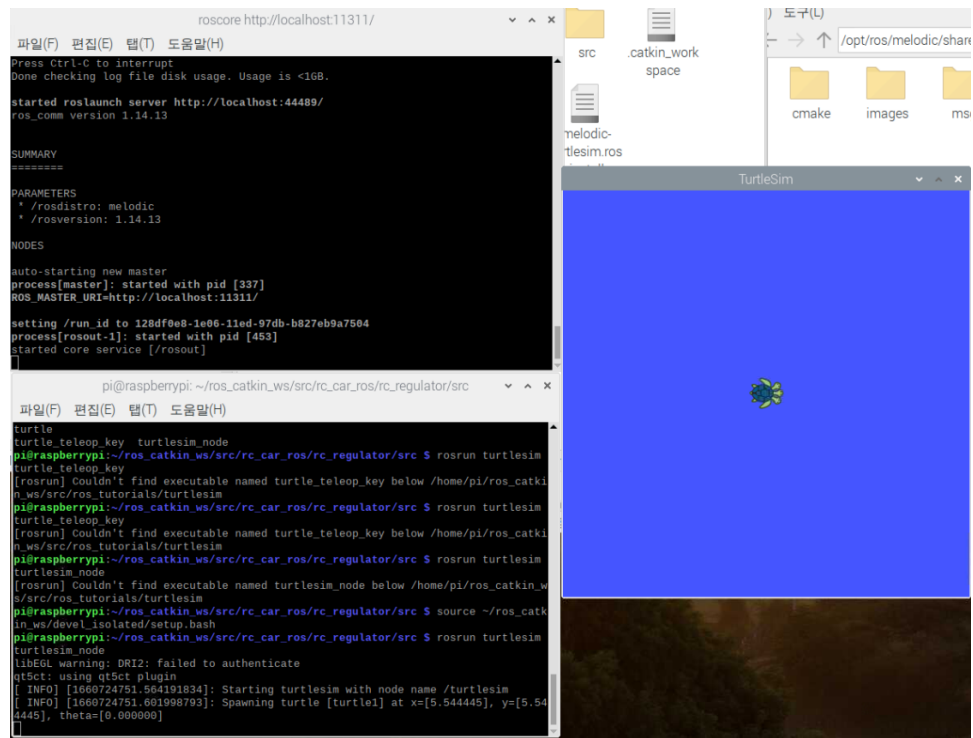 roscore http://localhost:11311/
파일(F) 편집(E) 탭(T) 도움말(H)
Press Ctrl-C to interrupt
Done checking log file disk usage. Usage is <1GB.
started roslaunch server http://localhost:44489/
ros_comm version 1.14.13
SUMMARY
========
PARAMETERS
* /rosdistro: melodic
* /rosversion: 1.14.13
NODES
auto-starting new master
process[master]: started with pid [337]
ROS_MASTER_URI=http://localhost:11311/
setting /run_id to 128df0e8-1e06-11ed-97db-b827eb9a7504
process[rosout-1]: started with pid [453]
started core service [/rosout]
src
.catkin_work
space
melodic-
rtlesim.ros
) 도구(L)
/opt/ros/melodic/share
cmake
images
TurtleSim
pi@raspberrypi: ~/ros_catkin_ws/src/rc_car_ros/rc_regulator/src
파일(F) 편집(E) 탭(T) 도움말(H)
turtle
turtle_teleop_key turtlesim_node
pi@raspberrypi:~/ros_catkin_ws/src/rc_car_ros/rc_regulator/src $ rosrun turtlesim
turtle_teleop_key
[rosrun] Couldn't find executable named turtle_teleop_key below /home/pi/ros_catki
n_ws/src/ros_tutorials/turtlesim
pi@raspberrypi:~/ros_catkin_ws/src/rc_car_ros/rc_regulator/src $ rosrun turtlesim
turtle_teleop_key
[rosrun] Couldn't find executable named turtle_teleop_key below /home/pi/ros_catki
n_ws/src/ros_tutorials/turtlesim
pi@raspberrypi:~/ros_catkin_ws/src/rc_car_ros/rc_regulator/src $ rosrun turtlesim
turtlesim_node
[rosrun] Couldn't find executable named turtlesim_node below /home/pi/ros_catkin_w
s/src/ros_tutorials/turtlesim
pi@raspberrypi:~/ros_catkin_ws/src/rc_car_ros/rc_regulator/src $ source ~/ros_catk
in_ws/devel_isolated/setup.bash
pi@raspberrypi:~/ros_catkin_ws/src/rc_car_ros/rc_regulator/src $ rosrun turtlesim
turtlesim_node
libEGL warning: DRI2: failed to authenticate
qt5ct: using qt5ct plugin
[ INFO] [1660724751.564191834]: Starting turtlesim with node name /turtlesim
[ INFO] [1660724751.601998793]: Spawning turtle [turtle1] at x=[5.544445], y=[5.54
4445], theta=[0.000000]